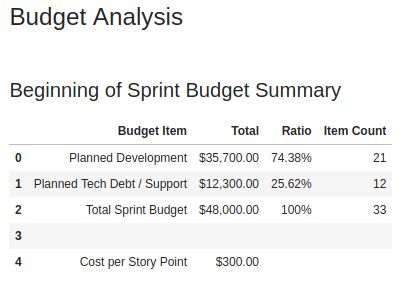 Budget Analysis
Beginning of Sprint Budget Summary
Budget Item Total Ratio Item Count
0 Planned Development $35,700.00 74.38% 21
1 Planned Tech Debt / Support $12,300.00 25.62% 12
2 Total Sprint Budget $48,000.00 100% 33
3
4 Cost per Story Point $300.00